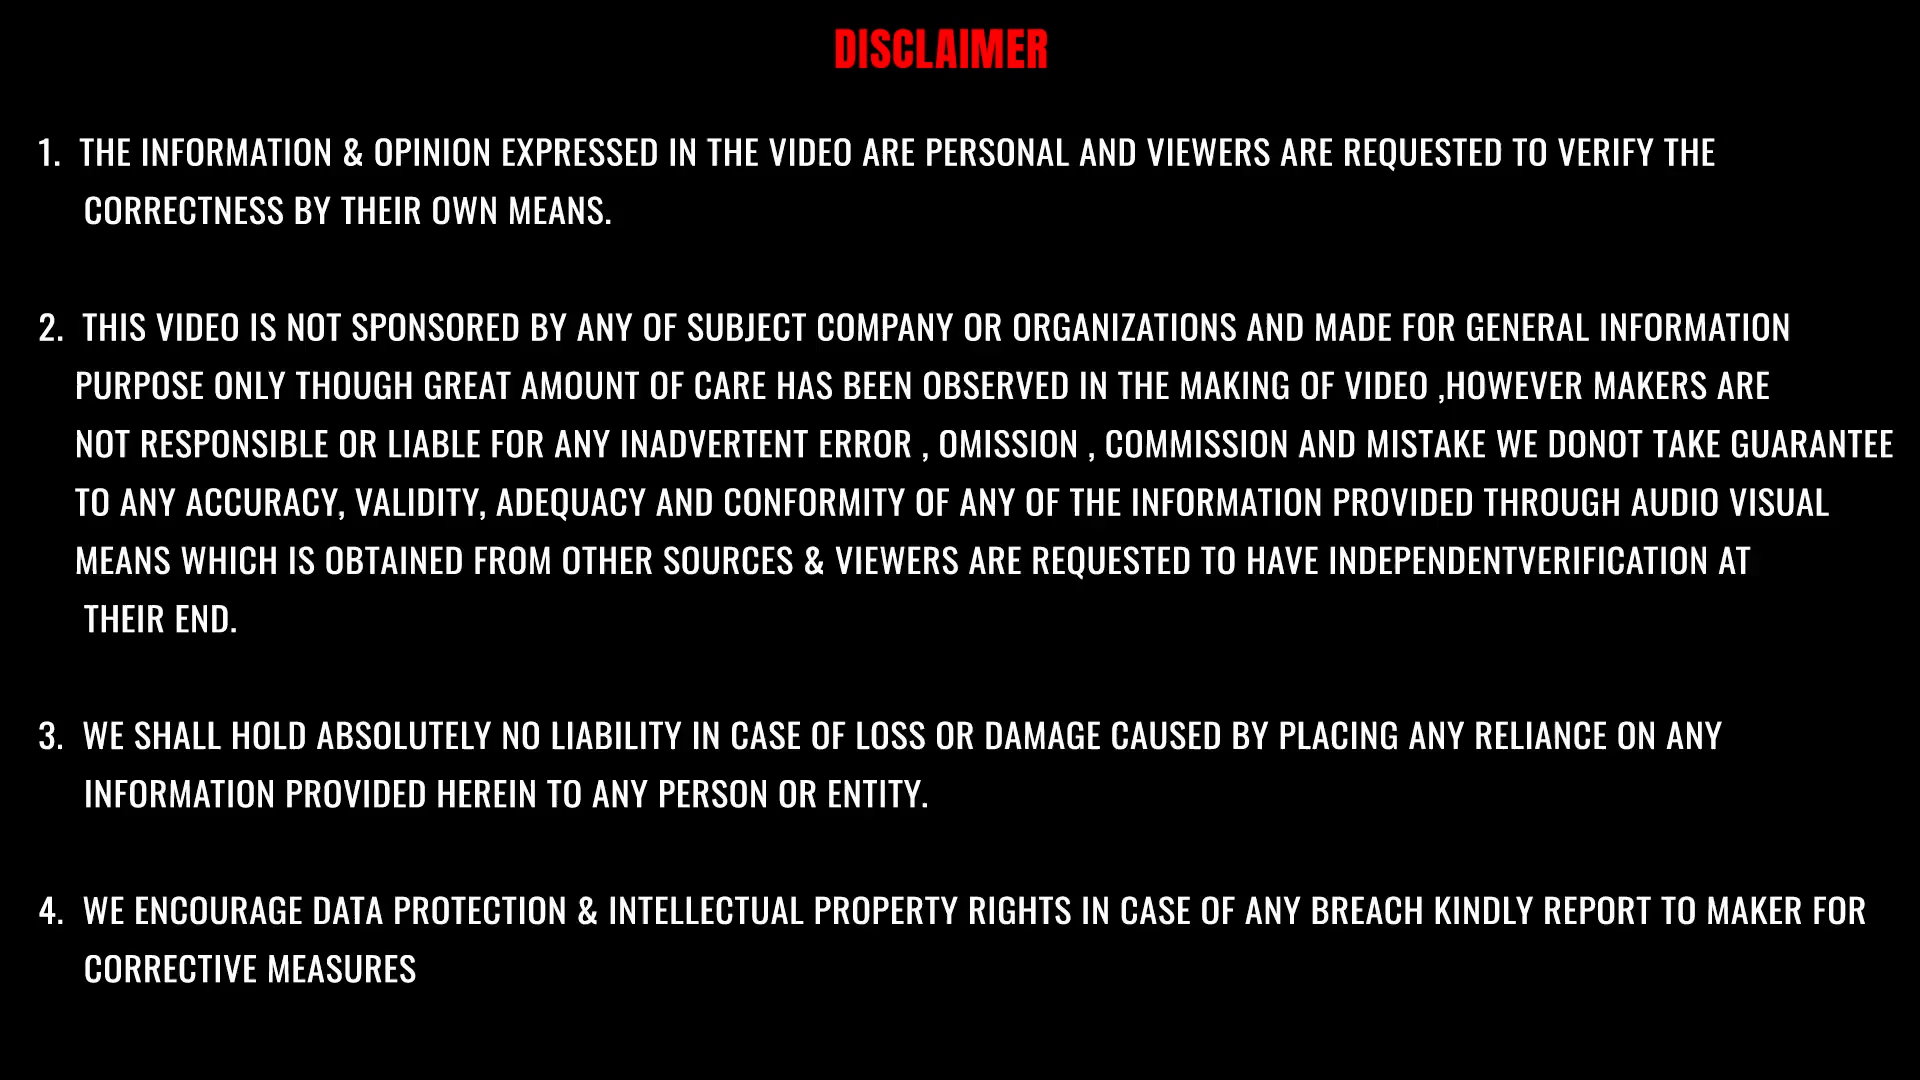 DISCLAIMER
1. THE INFORMATION & OPINION EXPRESSED IN THE VIDEO ARE PERSONAL AND VIEWERS ARE REQUESTED TO VERIFY THE
CORRECTNESS BY THEIR OWN MEANS.
2. THIS VIDEO IS NOT SPONSORED BY ANY OF SUBJECT COMPANY OR ORGANIZATIONS AND MADE FOR GENERAL INFORMATION
PURPOSE ONLY THOUGH GREAT AMOUNT OF CARE HAS BEEN OBSERVED IN THE MAKING OF VIDEO ,HOWEVER MAKERS ARE
NOT RESPONSIBLE OR LIABLE FOR ANY INADVERTENT ERROR , OMISSION , COMMISSION AND MISTAKE WE DONOT TAKE GUARANTEE
TO ANY ACCURACY, VALIDITY, ADEQUACY AND CONFORMITY OF ANY OF THE INFORMATION PROVIDED THROUGH AUDIO VISUAL
MEANS WHICH IS OBTAINED FROM OTHER SOURCES & VIEWERS ARE REQUESTED TO HAVE INDEPENDENTVERIFICATION AT
THEIR END.
3. WE SHALL HOLD ABSOLUTELY NO LIABILITY IN CASE OF LOSS OR DAMAGE CAUSED BY PLACING ANY RELIANCE ON ANY
INFORMATION PROVIDED HEREIN TO ANY PERSON OR ENTITY.
4. WE ENCOURAGE DATA PROTECTION & INTELLECTUAL PROPERTY RIGHTS IN CASE OF ANY BREACH KINDLY REPORT TO MAKER FOR
CORRECTIVE MEASURES